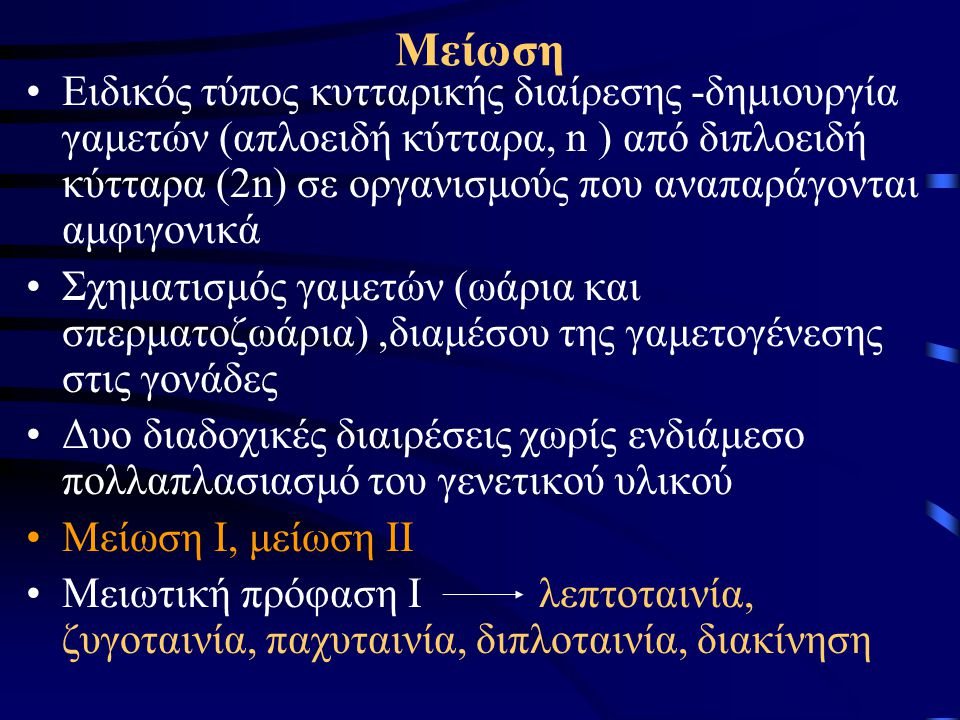 Μείωση
• Ειδικός τύπος κυτταρικής διαίρεσης -δημιουργία
γαμετών (απλοειδή κύτταρα, n ) από διπλοειδή
κύτταρα (2n) σε οργανισμούς που αναπαράγονται
αμφιγονικά
• Σχηματισμός γαμετών (ωάρια και
σπερματοζωάρια) ,διαμέσου της γαμετογένεσης
στις γονάδες
• Δυο διαδοχικές διαιρέσεις χωρίς ενδιάμεσο
πολλαπλασιασμό του γενετικού υλικού
• Μείωση Ι, μείωση ΙΙ
• Μειωτική πρόφαση Ι → λεπτοταινία,
ζυγοταινία, παχυταινία, διπλοταινία, διακίνηση